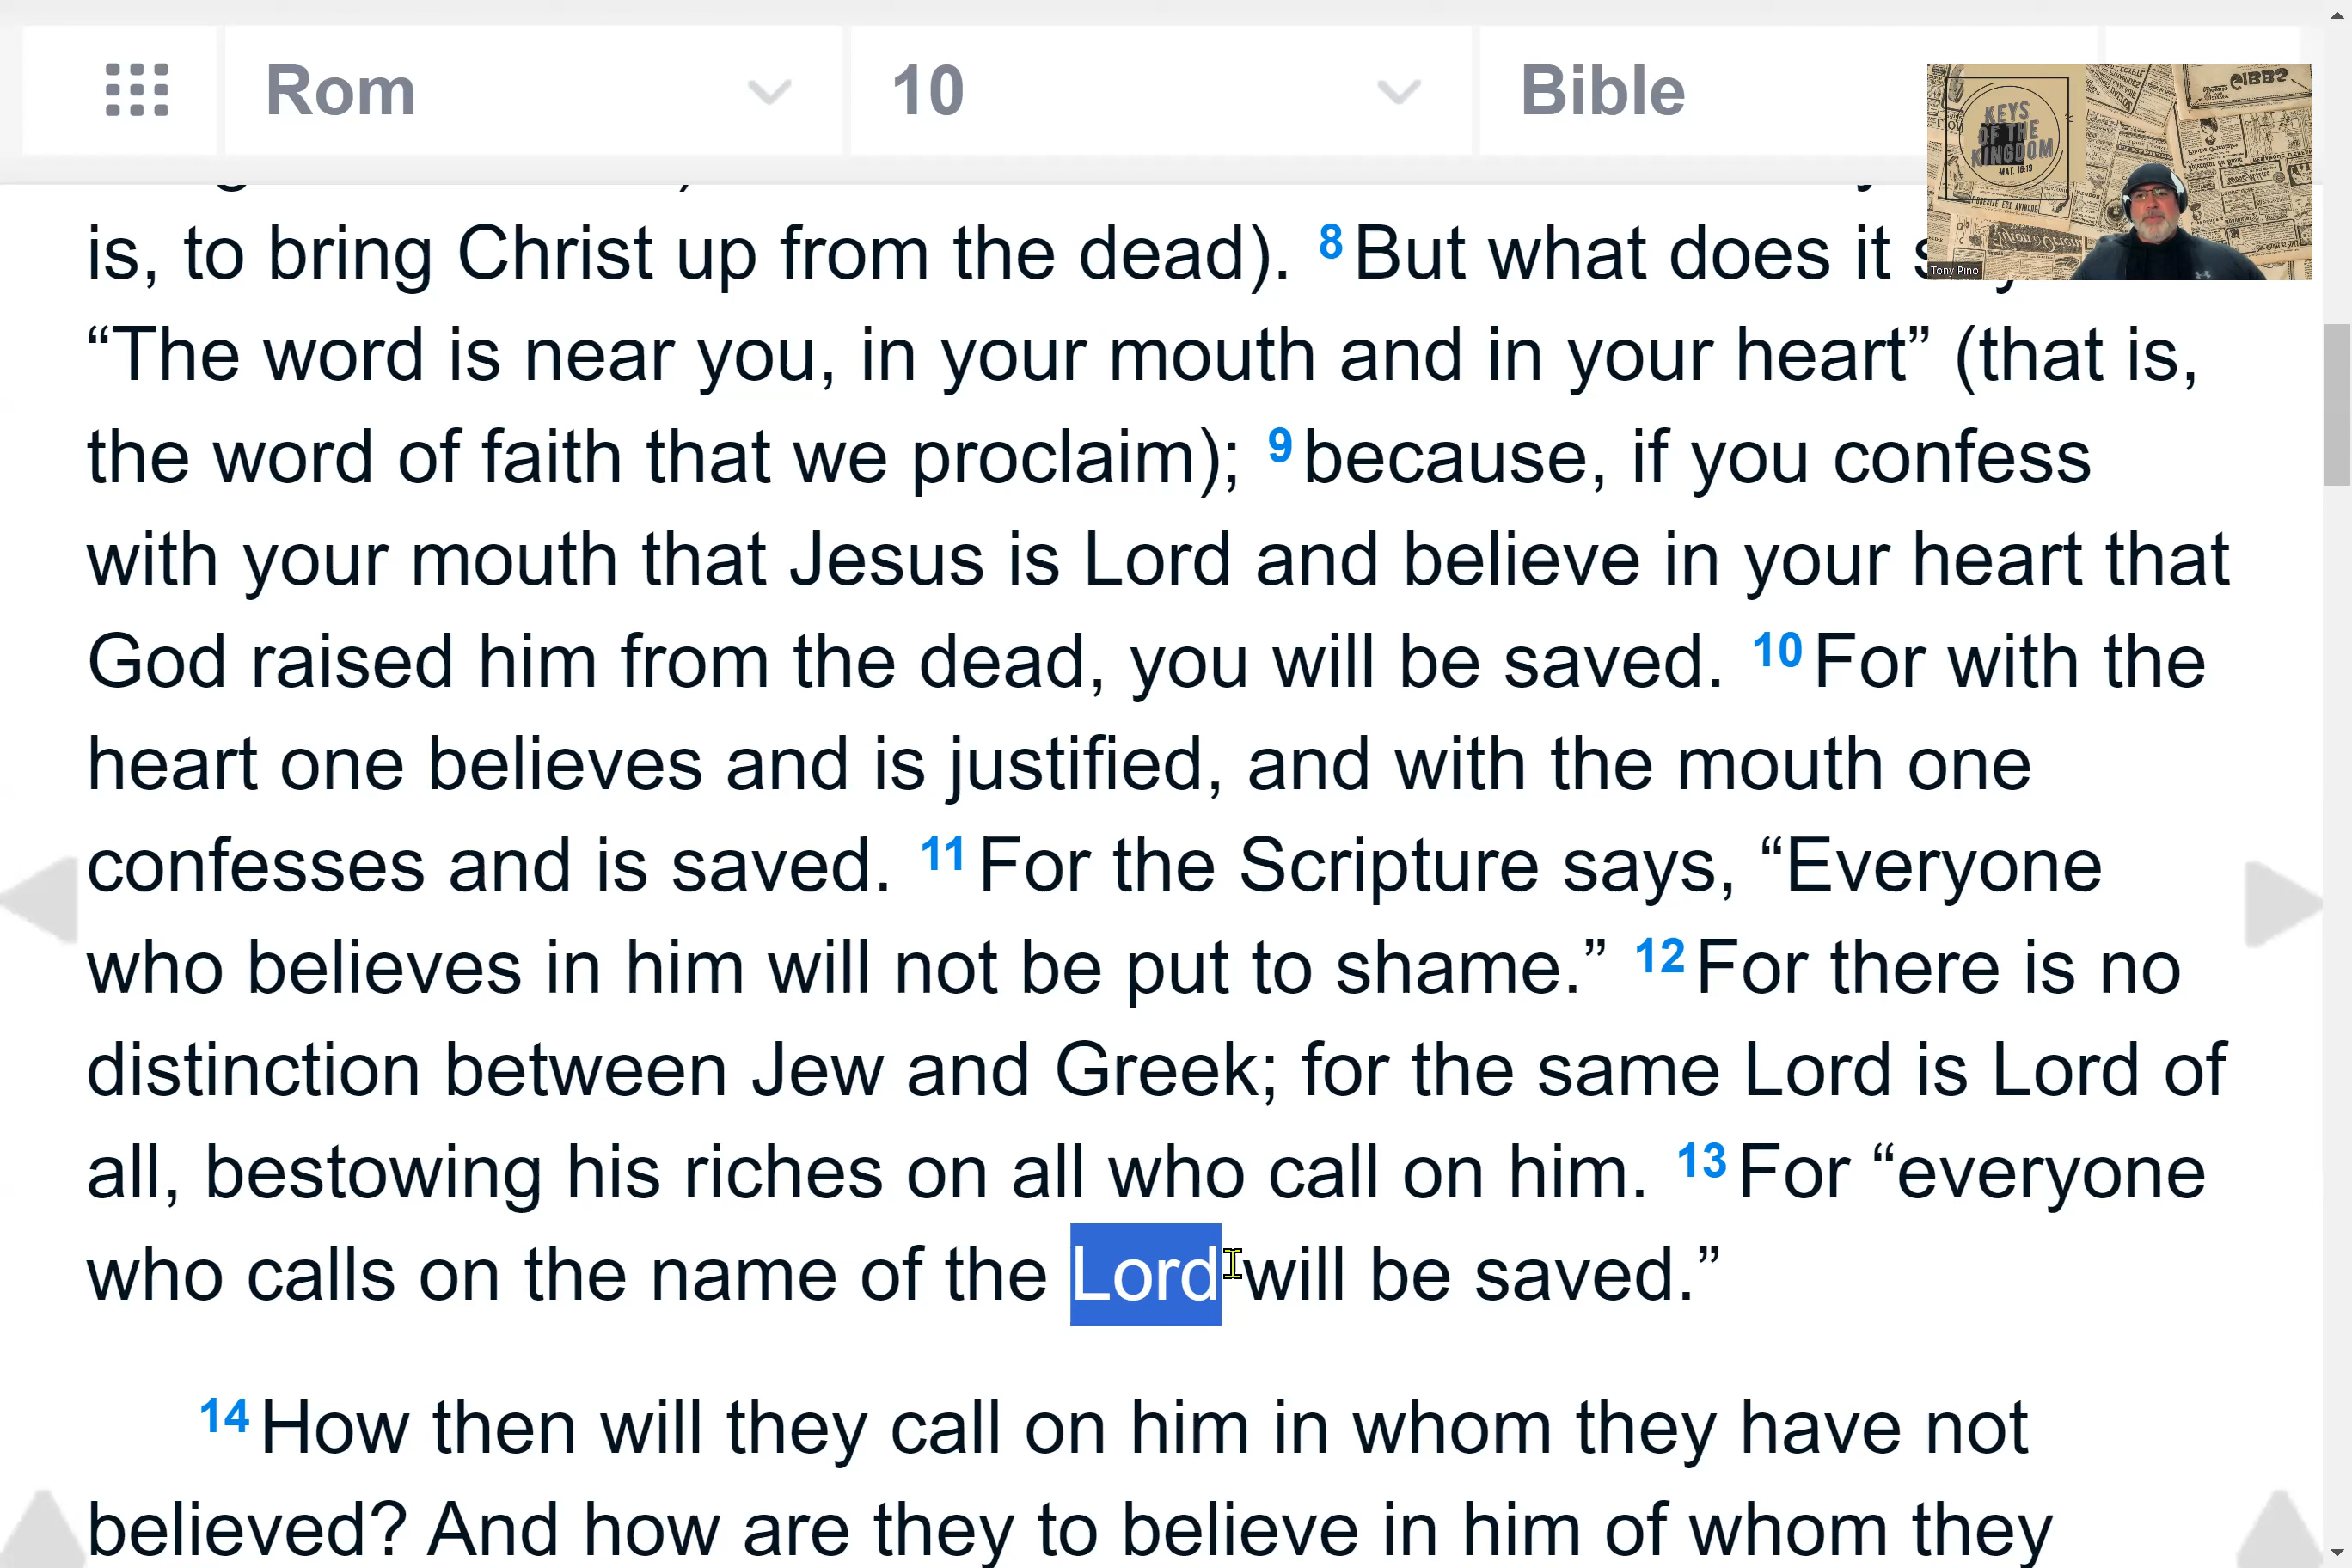 Rom
10
Bible
GIBBS
KEYS
OF THE
KINGDOM
MAT. 16:19
Tony Pino
is, to bring Christ up from the dead). 8 But what does it
“The word is near you, in your mouth and in your heart” (that is,
the word of faith that we proclaim); 9 because, if you confess
with your mouth that Jesus is Lord and believe in your heart that
God raised him from the dead, you will be saved. 10 For with the
heart one believes and is justified, and with the mouth one
confesses and is saved. 11 For the Scripture says, “Everyone
who believes in him will not be put to shame.” 12 For there is no
distinction between Jew and Greek; for the same Lord is Lord of
all, bestowing his riches on all who call on him. 13 For “everyone
who calls on the name of the Lord will be saved.”
14 How then will they call on him in whom they have not
believed? And how are they to believe in him of whom they